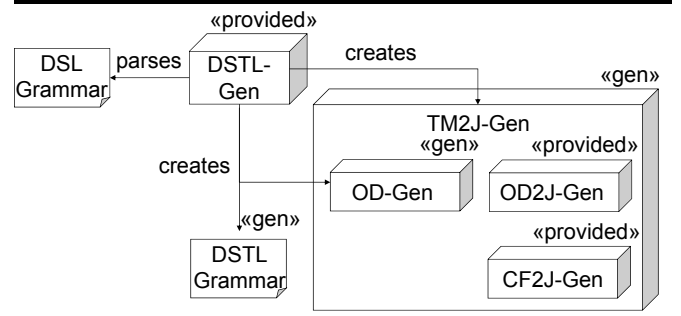 «provided»
DSL
Grammar
parses
DSTL-
Gen
creates
«gen»
TM2J-Gen
«gen»
«provided»
creates
OD-Gen
OD2J-Gen
«gen»
«provided»
DSTL
Grammar
CF2J-Gen